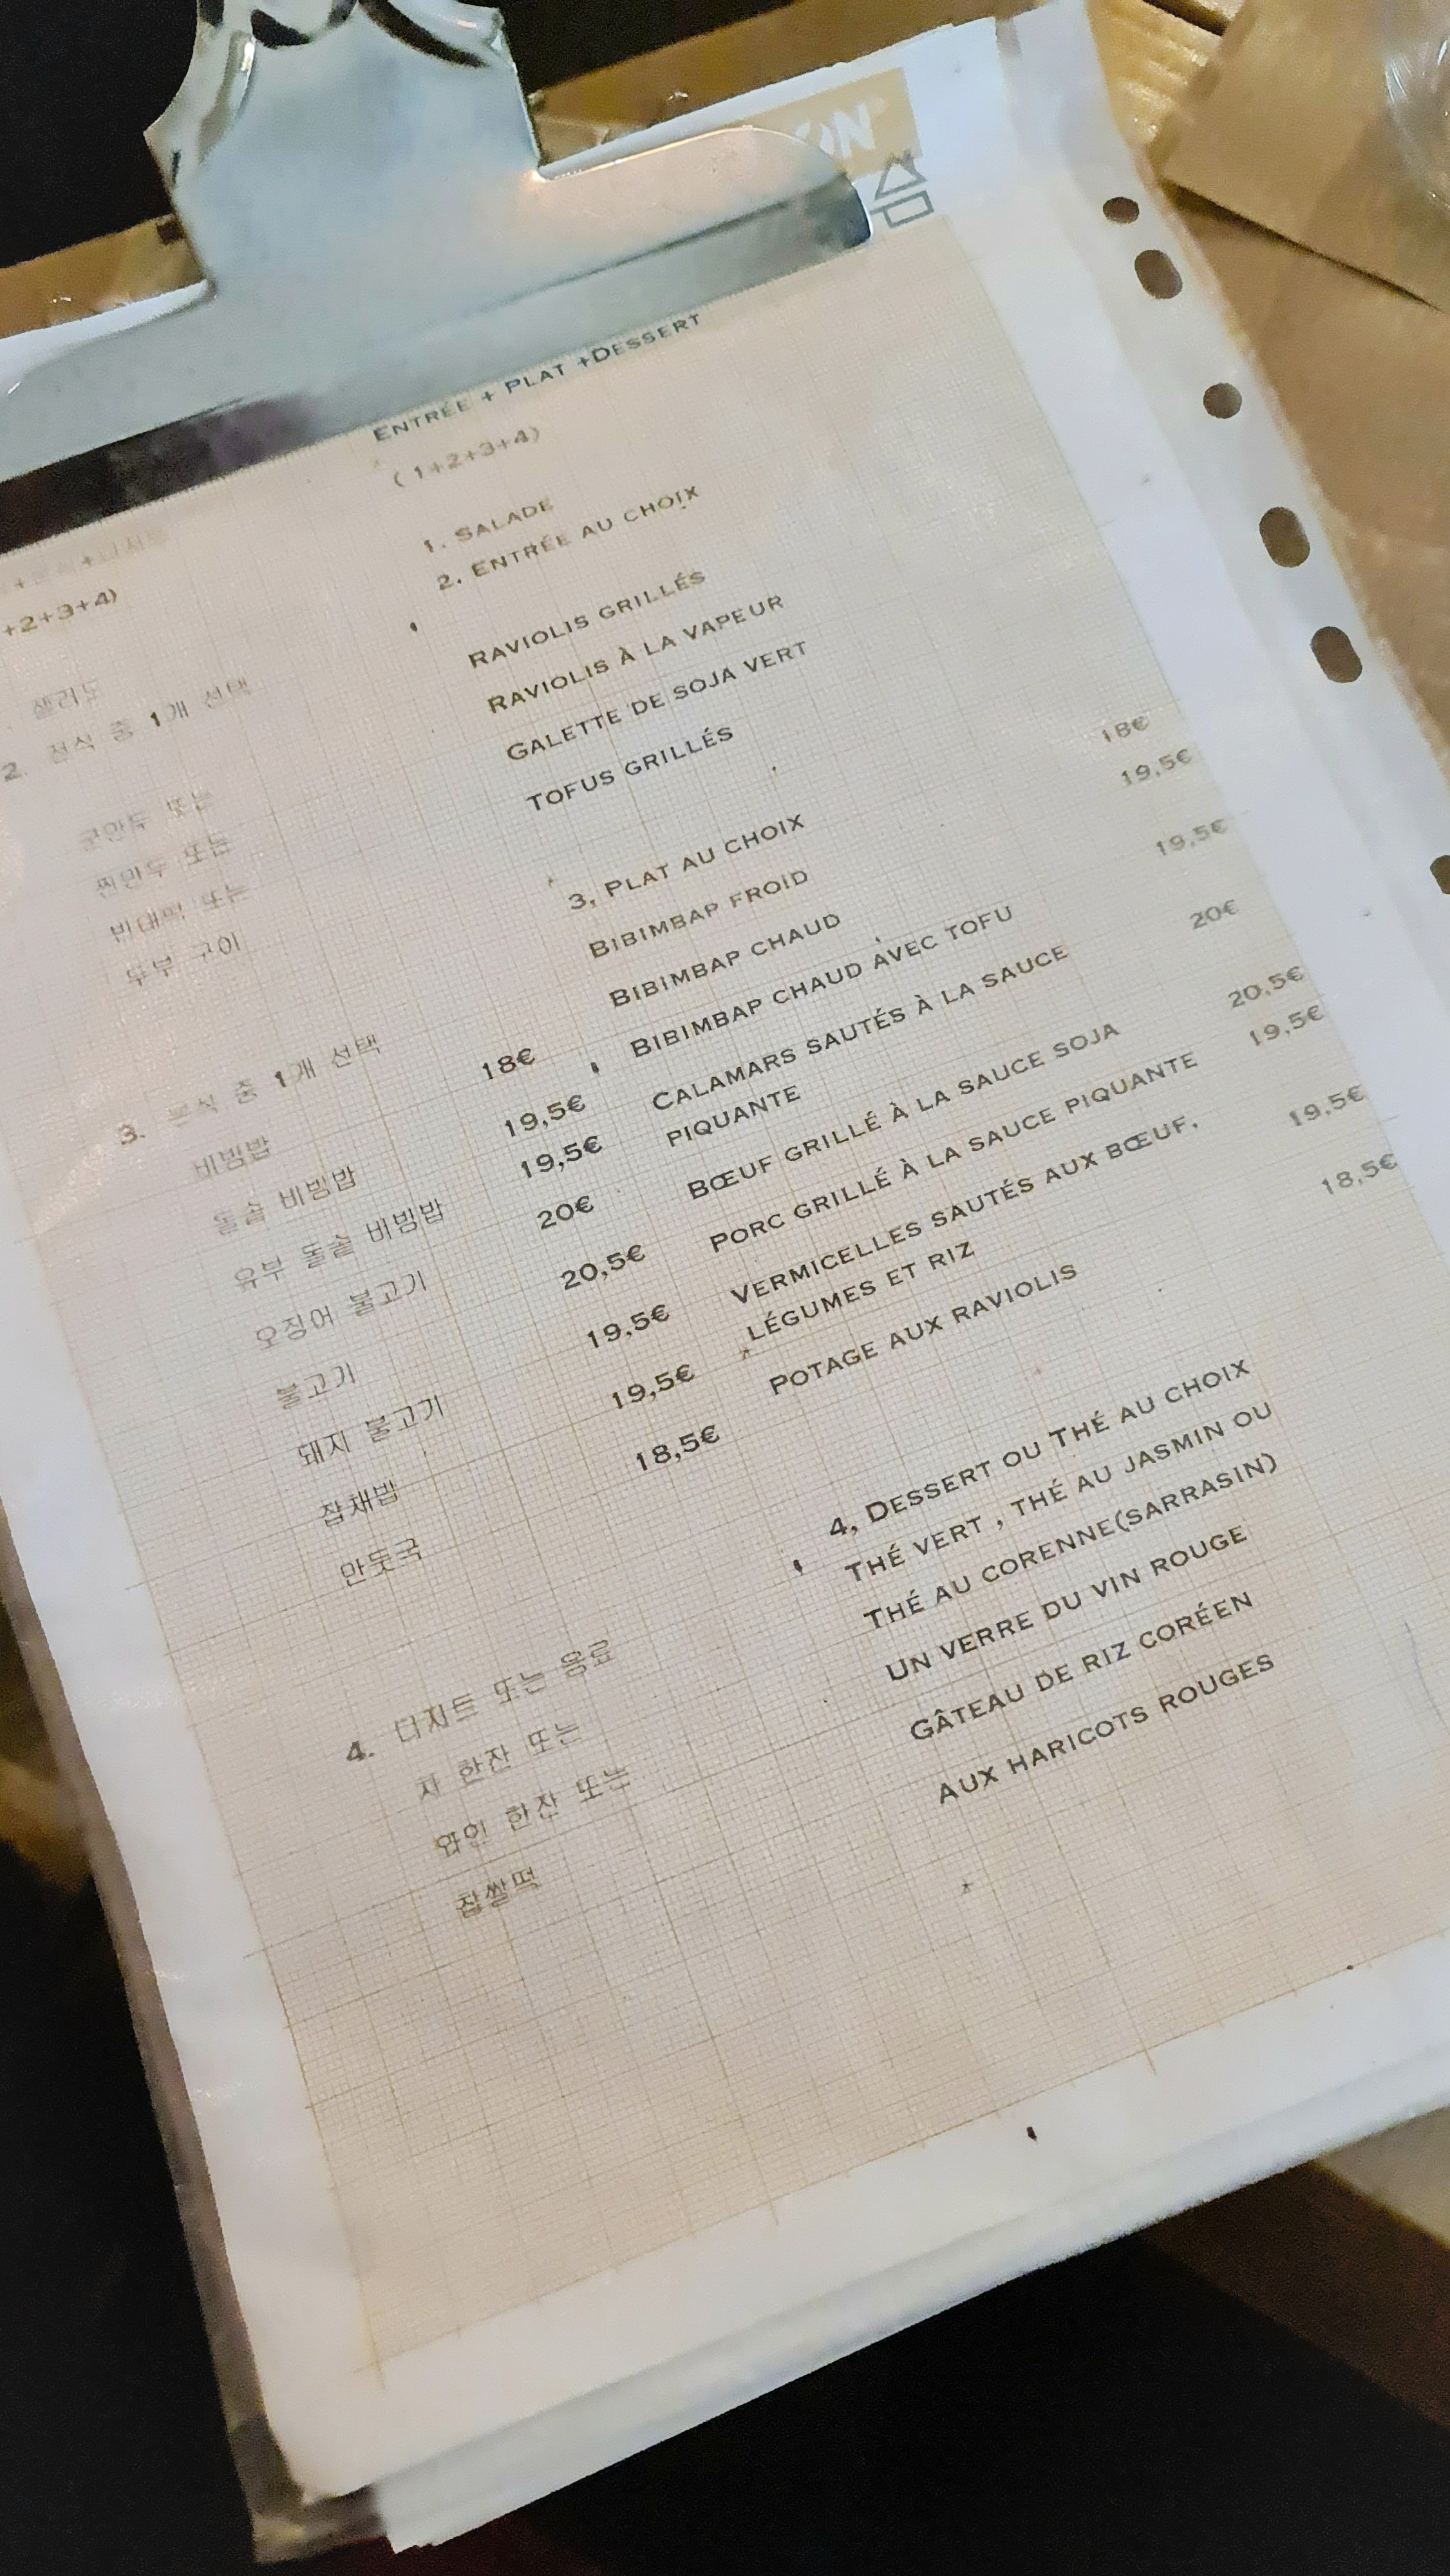 ON
슴
ENTRÉE + PLAT +DESSERT
(1+2+3+4)
1. SALADE
2. ENTRÉE AU CHOIX
RAVIOLIS GRILLÉS
RAVIOLIS À LA VAPEUR
GALETTE DE SOJA VERT
TOFUS GRILLÉS
3, PLAT AU CHOIX
BIBIMBAP FROID 18€
BIBIMBAP CHAUD 19,5€
BIBIMBAP CHAUD AVEC TOFU 19,5€
CALAMARS SAUTÉS À LA SAUCE 20€
PIQUANTE
BŒUF GRILLÉ À LA SAUCE SOJA 20,5€
PORC GRILLÉ À LA SAUCE PIQUANTE 19,5€
VERMICELLES SAUTÉS AUX BŒUF, 19,5€
LÉGUMES ET RIZ
POTAGE AUX RAVIOLIS 18,5€
4, DESSERT OU THÉ AU CHOIX
THÉ VERT , THÉ AU JASMIN OU
THÉ AU CORENNE(SARRASIN)
UN VERRE DU VIN ROUGE
GÂTEAU DE RIZ CORÉEN
AUX HARICOTS ROUGES
+2+3+4)
샐러드
2. 전식 중 1개 선택
군만두 또는
찐만두 또는
빈대떡 또는
두부 구이
3. 본식 중 1개 선택
비빔밥 18€
돌솥 비빔밥 19,5€
유부 돌솥 비빔밥 19,5€
오징어 불고기 20€
불고기 20,5€
돼지 불고기 19,5€
잡채밥 19,5€
만둣국 18,5€
4. 디저트 또는 음료
차 한잔 또는
와인 한잔 또는
찹쌀떡